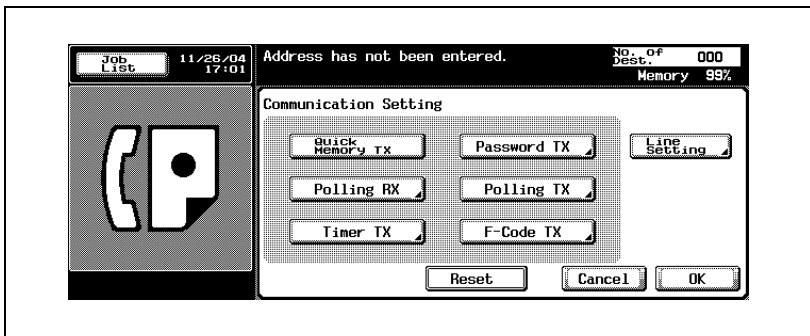 Job
List
11/26/04
17:01
Address has not been entered.
No. of
Dest.
000
Memory 99%
Communication Setting
Quick
Memory TX
Password TX
Line
Setting
Polling RX
Polling TX
Timer TX
F-Code TX
Reset
Cancel
OK